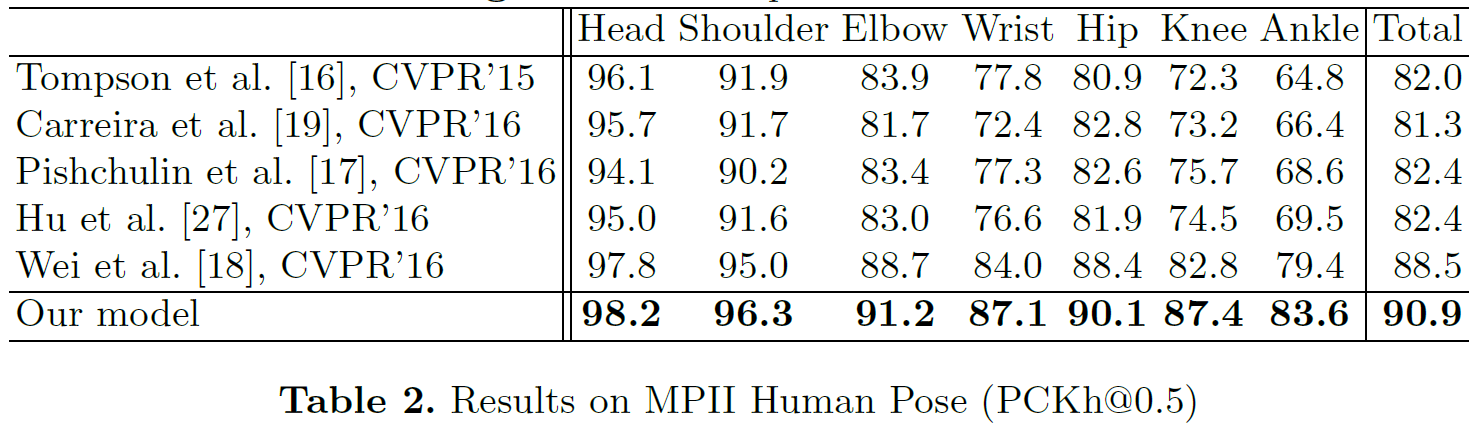 Head Shoulder Elbow Wrist Hip Knee Ankle Total
Tompson et al. [16], CVPR'15 96.1 91.9 83.9 77.8 80.9 72.3 64.8 82.0
Carreira et al. [19], CVPR'16 95.7 91.7 81.7 72.4 82.8 73.2 66.4 81.3
Pishchulin et al. [17], CVPR'16 94.1 90.2 83.4 77.3 82.6 75.7 68.6 82.4
Hu et al. [27], CVPR'16 95.0 91.6 83.0 76.6 81.9 74.5 69.5 82.4
Wei et al. [18], CVPR'16 97.8 95.0 88.7 84.0 88.4 82.8 79.4 88.5
Our model 98.2 96.3 91.2 87.1 90.1 87.4 83.6 90.9
Table 2. Results on MPII Human Pose (PCKh@0.5)